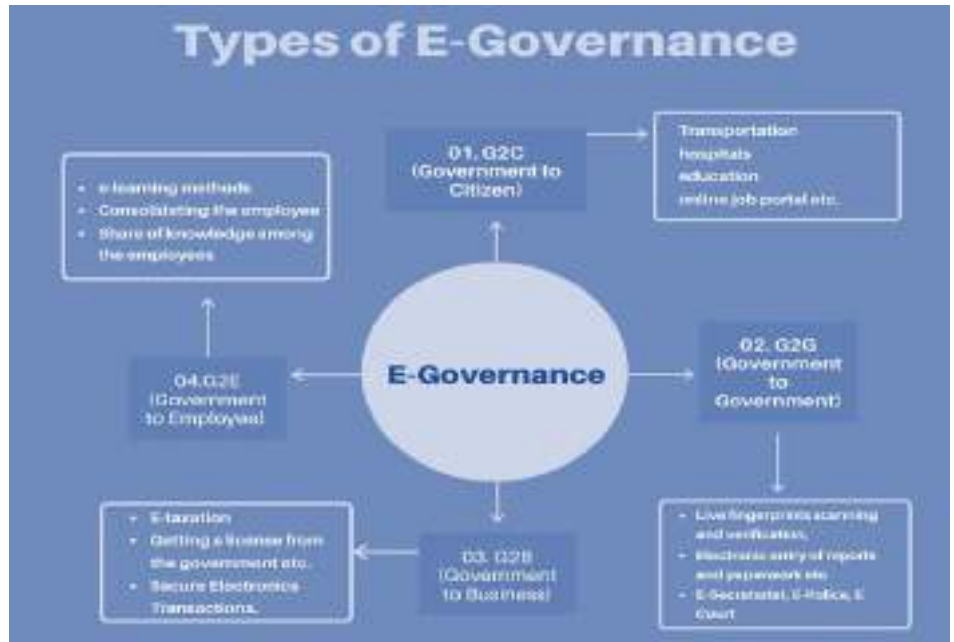 Types of E-Governance
01. G2C
(Government to
Citizen)
Transportation
hospitals
education
online job portal etc.
• e-learning methods
• Consolidating the employee
• Share of knowledge among
the employees
E-Governance
02. G2G
(Government
to
Government)
04.G2E
(Government
to Employee)
• Live fingerprints scanning
and verification,
• Electronic entry of reports
and paperwork etc
• E-Secretariat, E-Police, E
Court
03. G2B
(Government
to Business)
• E-taxation
• Getting a license from
the government etc.
• Secure Electronics
Transactions.